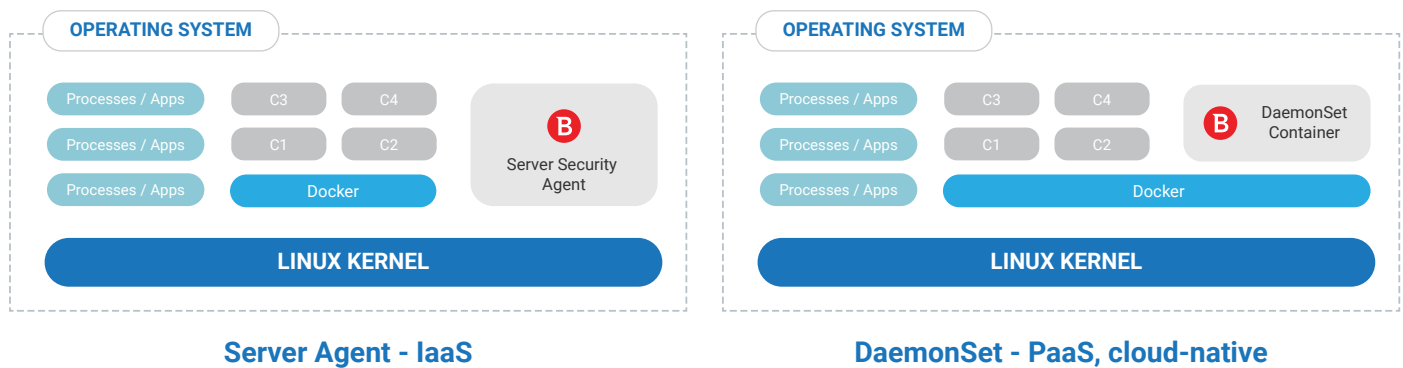 OPERATING SYSTEM
Processes / Apps
C3
C4
Processes / Apps
C1
C2
Processes / Apps
Docker
B
Server Security
Agent
LINUX KERNEL
Server Agent - IaaS
OPERATING SYSTEM
Processes / Apps
C3
C4
Processes / Apps
C1
C2
Processes / Apps
Docker
B
DaemonSet
Container
LINUX KERNEL
DaemonSet - PaaS, cloud-native